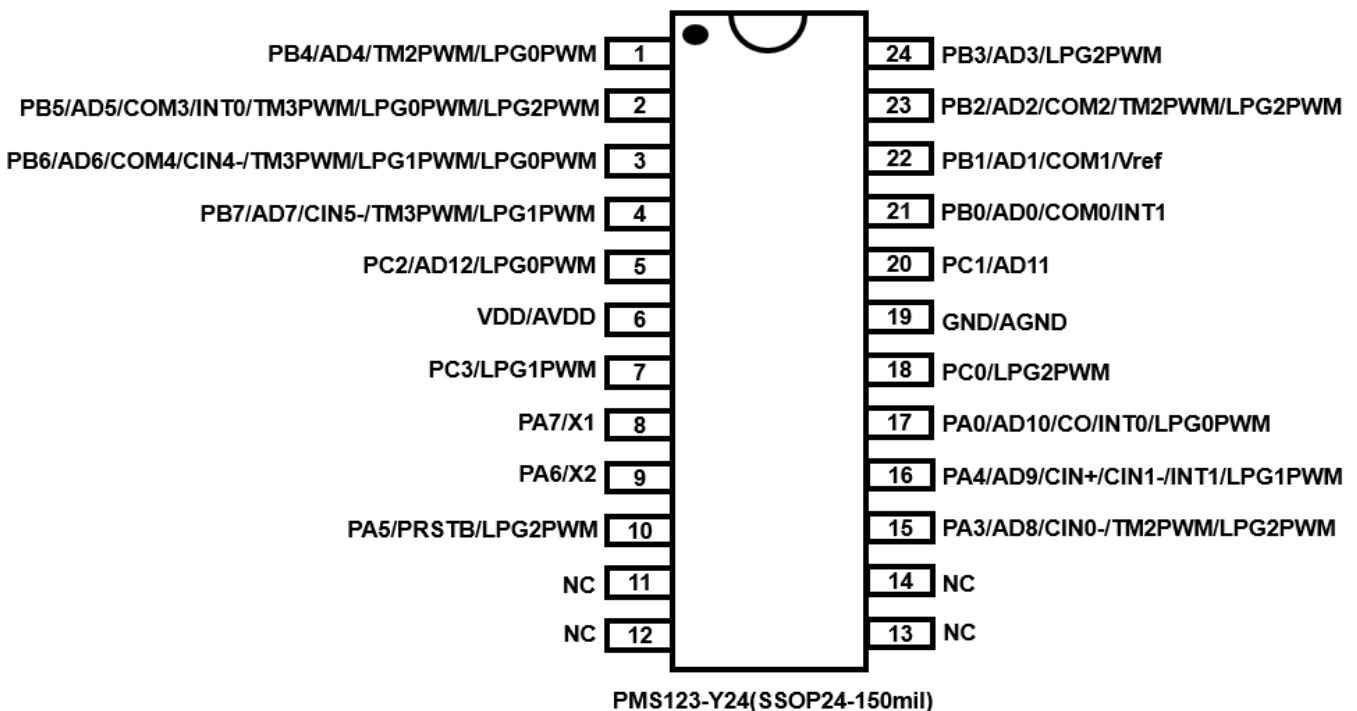 PB4/AD4/TM2PWM/LPG0PWM 1 24 PB3/AD3/LPG2PWM
PB5/AD5/COM3/INT0/TM3PWM/LPG0PWM/LPG2PWM 2 23 PB2/AD2/COM2/TM2PWM/LPG2PWM
PB6/AD6/COM4/CIN4-/TM3PWM/LPG1PWM/LPG0PWM 3 22 PB1/AD1/COM1/Vref
PB7/AD7/CIN5-/TM3PWM/LPG1PWM 4 21 PB0/AD0/COM0/INT1
PC2/AD12/LPG0PWM 5 20 PC1/AD11
VDD/AVDD 6 19 GND/AGND
PC3/LPG1PWM 7 18 PC0/LPG2PWM
PA7/X1 8 17 PA0/AD10/CO/INT0/LPG0PWM
PA6/X2 9 16 PA4/AD9/CIN+/CIN1-/INT1/LPG1PWM
PA5/PRSTB/LPG2PWM 10 15 PA3/AD8/CIN0-/TM2PWM/LPG2PWM
NC 11 14 NC
NC 12 13 NC
PMS123-Y24(SSOP24-150mil)